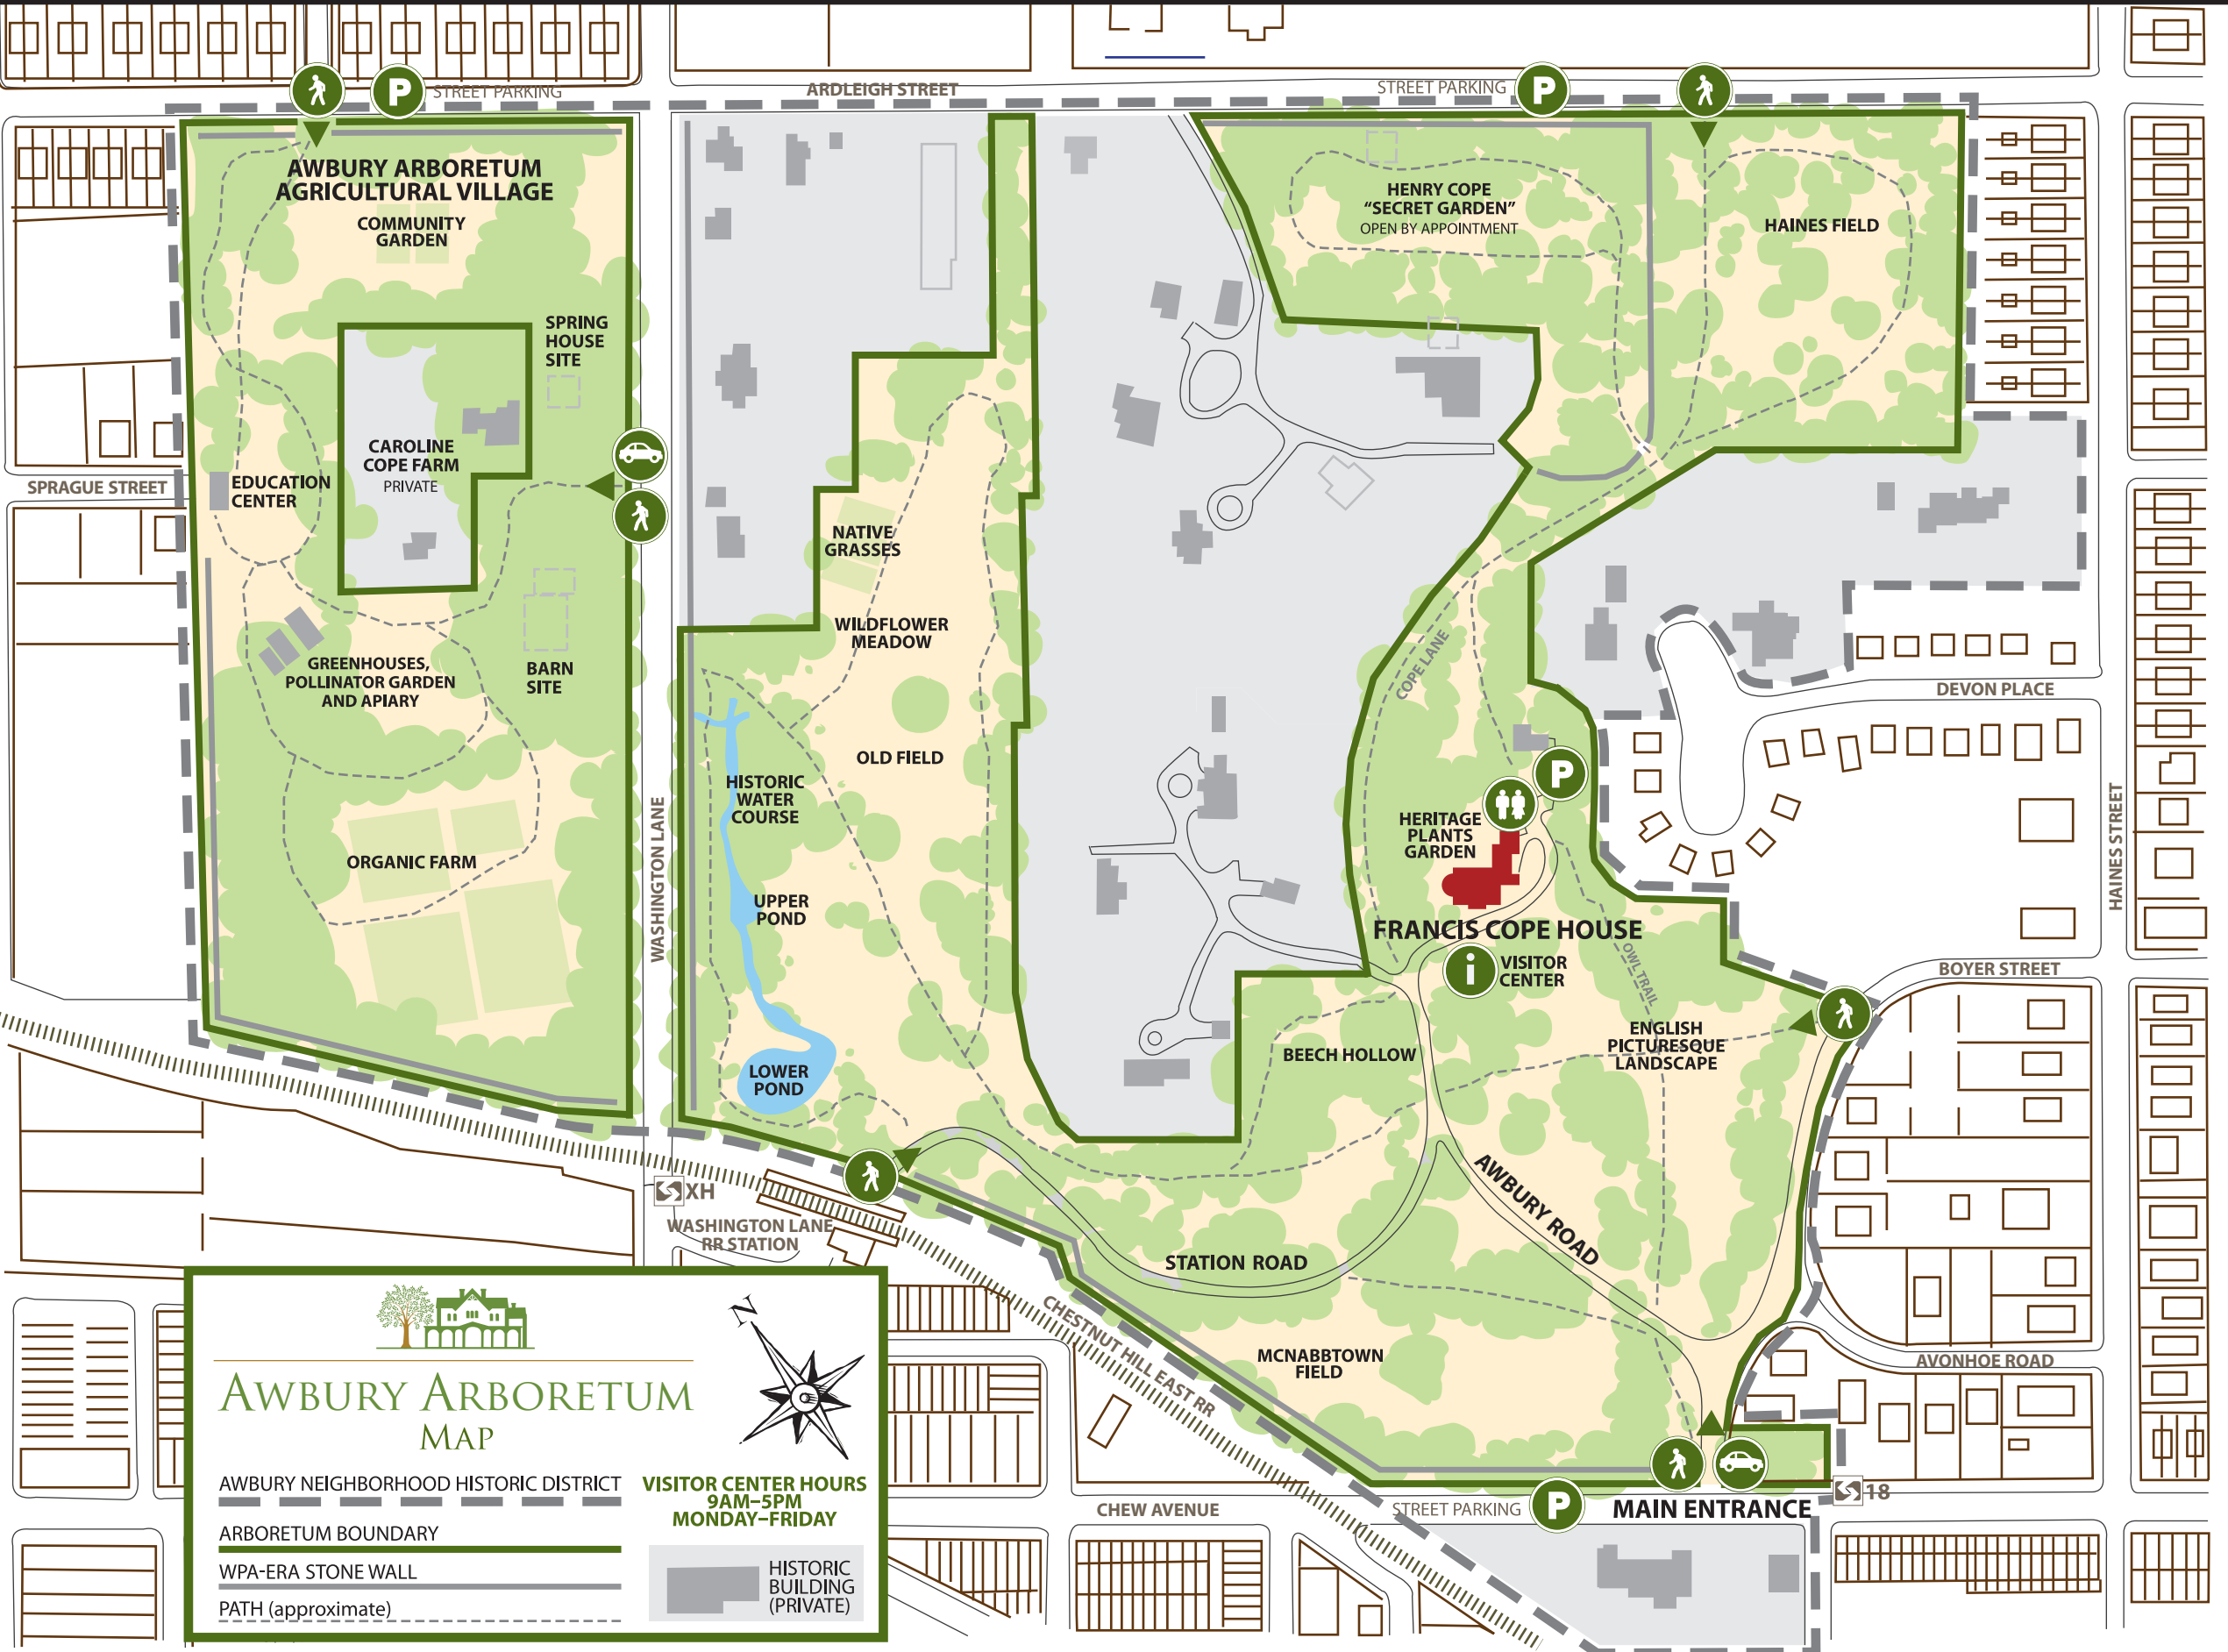 P
STREET PARKING
ARDLEIGH STREET
STREET PARKING
P
AWBURY ARBORETUM
AGRICULTURAL VILLAGE
COMMUNITY
GARDEN
HENRY COPE
“SECRET GARDEN”
OPEN BY APPOINTMENT
HAINES FIELD
SPRING
HOUSE
SITE
CAROLINE
COPE FARM
PRIVATE
SPRAGUE STREET
EDUCATION
CENTER
NATIVE
GRASSES
WILDFLOWER
MEADOW
GREENHOUSES,
POLLINATOR GARDEN
AND APIARY
BARN
SITE
COPE LANE
DEVON PLACE
OLD FIELD
HISTORIC
WATER
COURSE
P
HERITAGE
PLANTS
GARDEN
HAINES STREET
WASHINGTON LANE
ORGANIC FARM
UPPER
POND
FRANCIS COPE HOUSE
i
VISITOR
CENTER
OWL TRAIL
BOYER STREET
ENGLISH
PICTURESQUE
LANDSCAPE
BEECH HOLLOW
LOWER
POND
XH
WASHINGTON LANE
RR STATION
STATION ROAD
AWBURY ROAD
CHESTNUT HILL EAST RR
MCNABBTOWN
FIELD
AVONHOE ROAD
CHEW AVENUE
STREET PARKING
P
MAIN ENTRANCE
18
N
AWBURY ARBORETUM
MAP
AWBURY NEIGHBORHOOD HISTORIC DISTRICT
ARBORETUM BOUNDARY
WPA-ERA STONE WALL
PATH (approximate)
VISITOR CENTER HOURS
9AM–5PM
MONDAY–FRIDAY
HISTORIC
BUILDING
(PRIVATE)